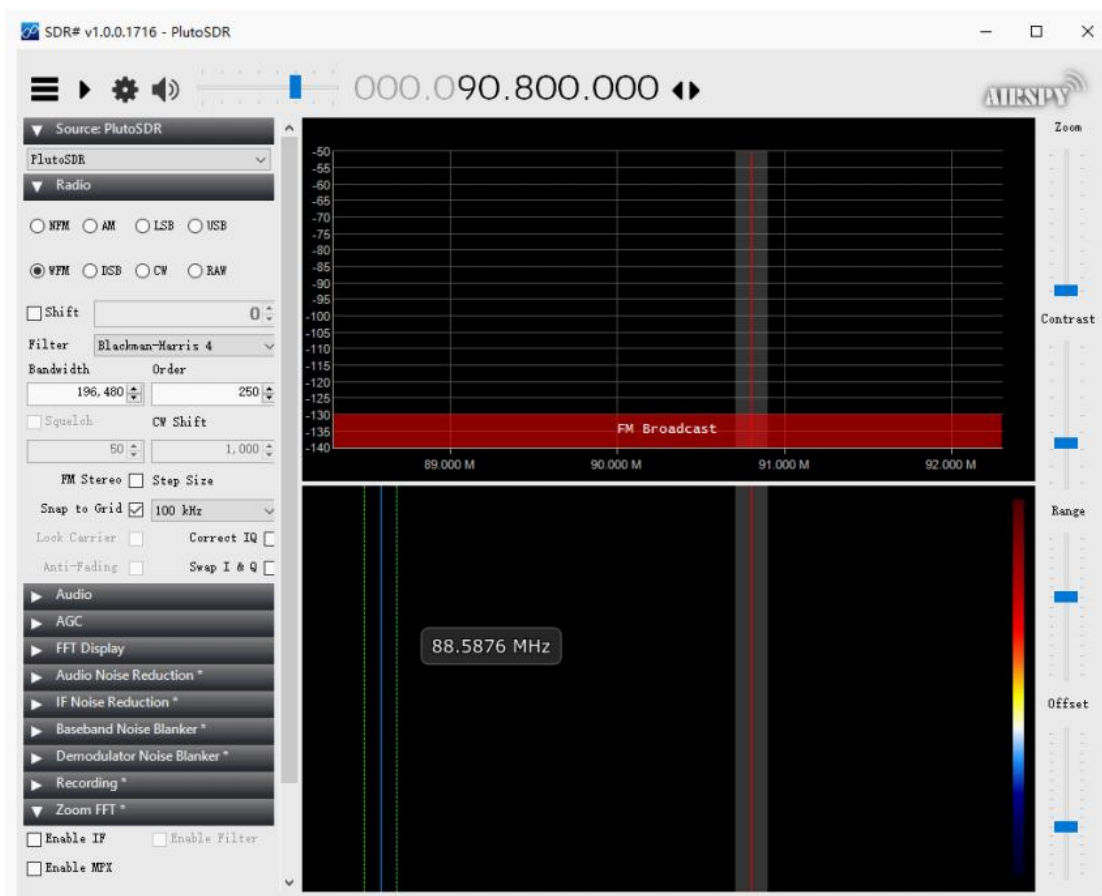 SDR# v1.0.0.1716 - PlutoSDR
000.090.800.000
AIRSPY
Source: PlutoSDR
PlutoSDR
Radio
NFM AM LSB USB
WFM DSB CW RAW
Shift 0
Filter Blackman-Harris 4
Bandwidth Order
196,480 250
Squelch CW Shift
50 1,000
FM Stereo Step Size
Snap to Grid 100 kHz
Lock Carrier Correct IQ
Anti-Fading Swap I & Q
Audio
AGC
FFT Display
Audio Noise Reduction *
IF Noise Reduction *
Baseband Noise Blanker *
Demodulator Noise Blanker *
Recording *
Zoom FFT *
Enable IF Enable Filter
Enable MPX
-50
-55
-60
-65
-70
-75
-80
-85
-90
-95
-100
-105
-110
-115
-120
-125
-130
-135
-140
FM Broadcast
89.000 M 90.000 M 91.000 M 92.000 M
88.5876 MHz
Zoom
Contrast
Range
Offset